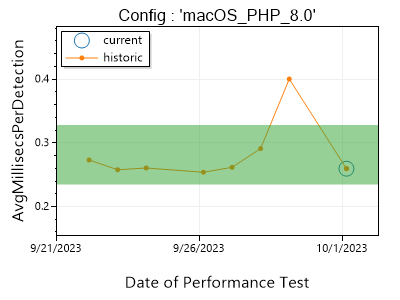 Config : 'macOS_PHP_8.0'
current
historic
AvgMillisecsPerDetection
0.4
0.3
0.2
9/21/2023
9/26/2023
10/1/2023
Date of Performance Test